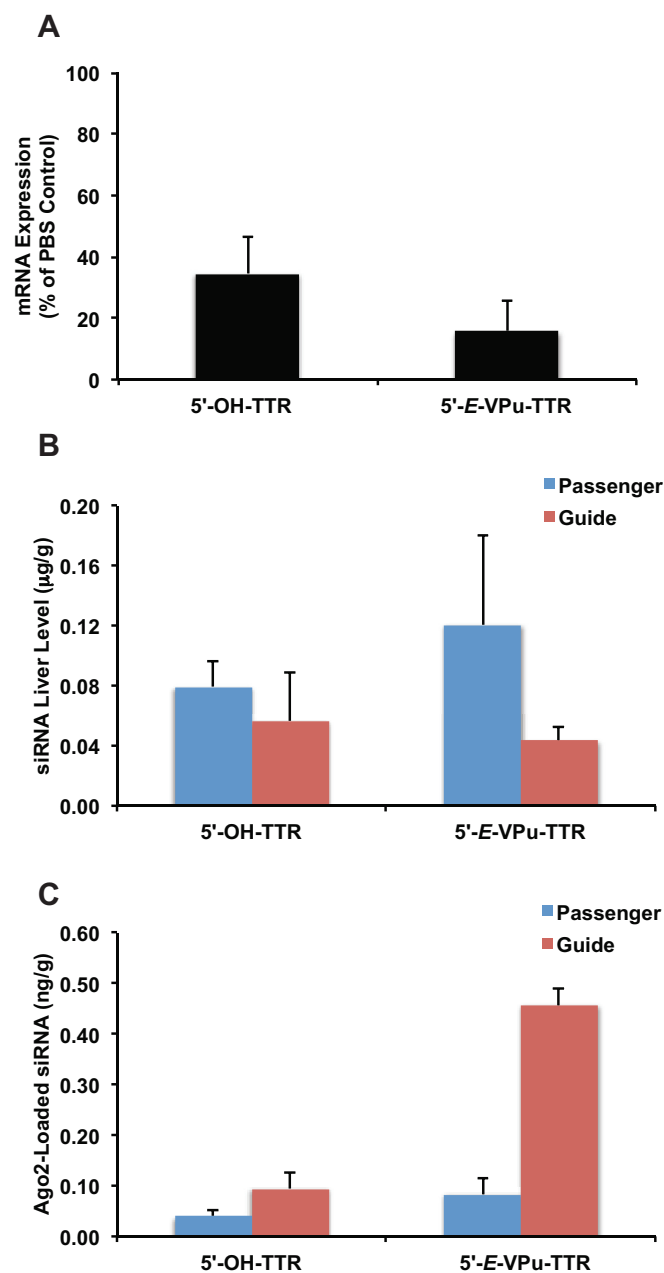 A
mRNA Expression
(% of PBS Control)
100
80
60
40
20
0
5'-OH-TTR
5'-E-VPu-TTR
B
Passenger
Guide
siRNA Liver Level (µg/g)
0.20
0.16
0.12
0.08
0.04
0.00
5'-OH-TTR
5'-E-VPu-TTR
C
Passenger
Guide
Ago2-Loaded siRNA (ng/g)
0.60
0.50
0.40
0.30
0.20
0.10
0.00
5'-OH-TTR
5'-E-VPu-TTR